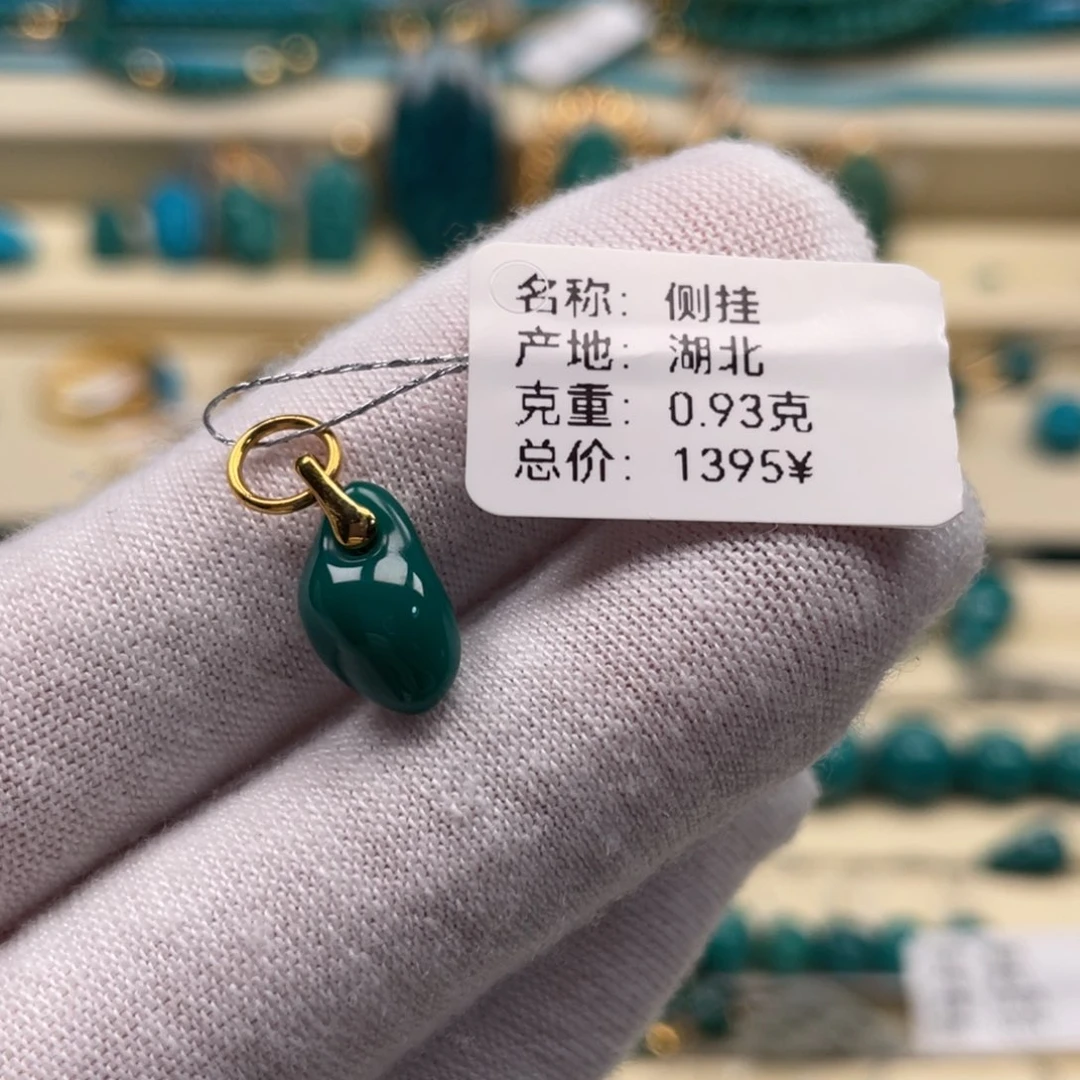 名称: 侧挂
产地: 湖北
克重: 0.93克
总价: 1395¥